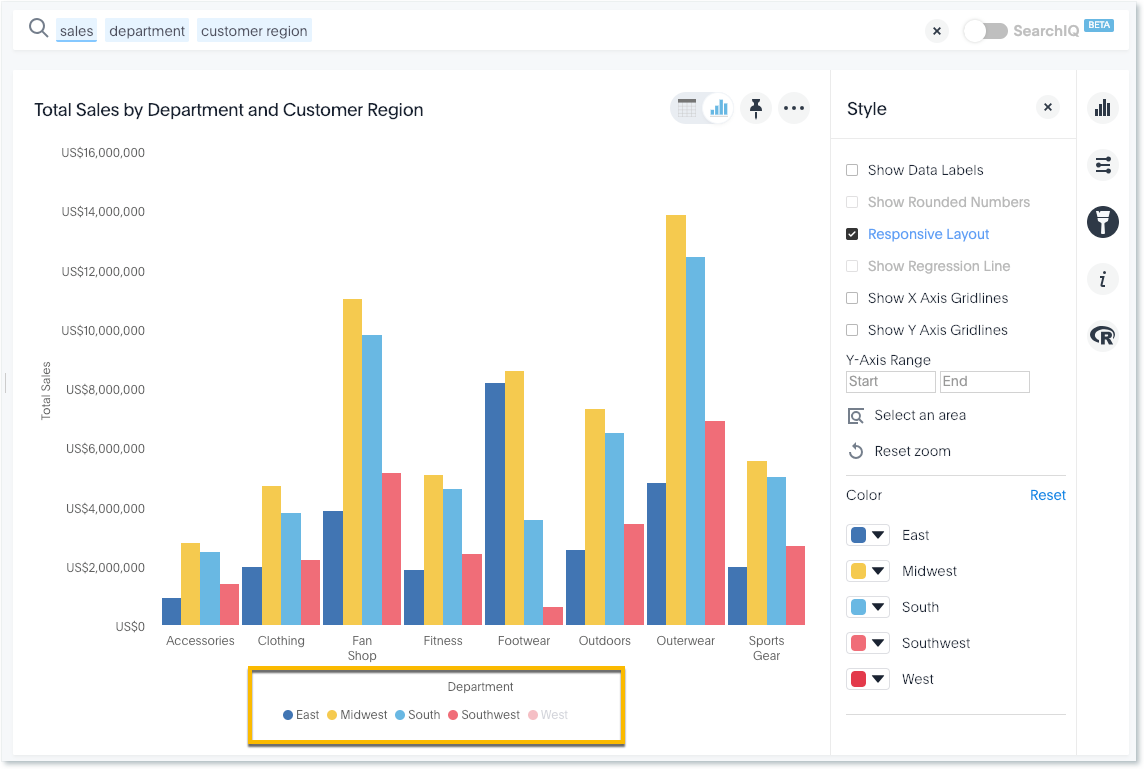 sales department customer region
SearchIQ BETA
Total Sales by Department and Customer Region
US$16,000,000
US$14,000,000
US$12,000,000
US$10,000,000
US$8,000,000
US$6,000,000
US$4,000,000
US$2,000,000
US$0
Total Sales
Accessories Clothing Fan Shop Fitness Footwear Outdoors Outerwear Sports Gear
Department
East Midwest South Southwest West
Style
Show Data Labels
Show Rounded Numbers
Responsive Layout
Show Regression Line
Show X Axis Gridlines
Show Y Axis Gridlines
Y-Axis Range
Start End
Select an area
Reset zoom
Color Reset
East
Midwest
South
Southwest
West
i
R